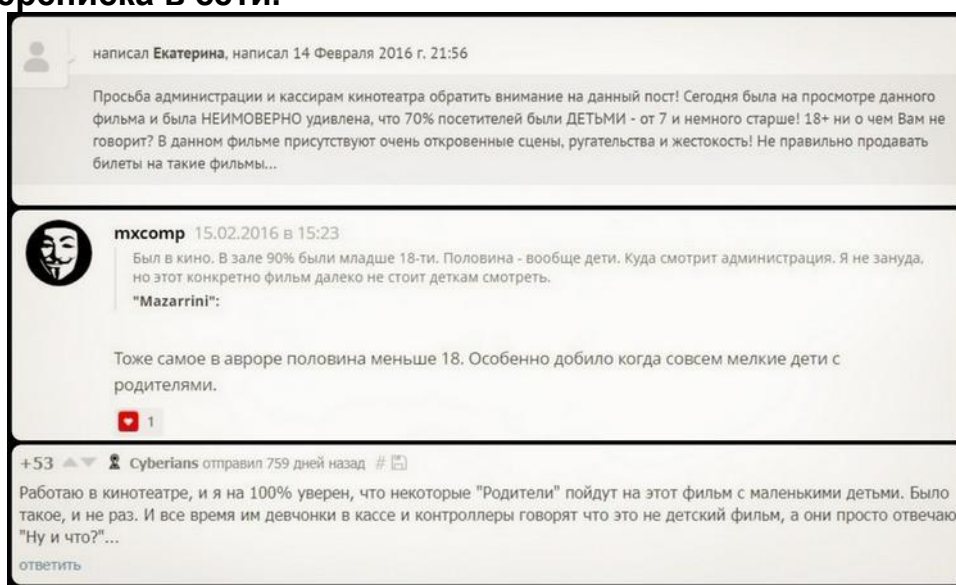 переписка в сети.
написал Екатерина, написал 14 Февраля 2016 г. 21:56
Просьба администрации и кассирам кинотеатра обратить внимание на данный пост! Сегодня была на просмотре данного
фильма и была НЕИМОВЕРНО удивлена, что 70% посетителей были ДЕТЬМИ - от 7 и немного старше! 18+ ни о чем Вам не
говорит? В данном фильме присутствуют очень откровенные сцены, ругательства и жестокость! Не правильно продавать
билеты на такие фильмы...
mxcomp 15.02.2016 в 15:23
Был в кино. В зале 90% были младше 18-ти. Половина - вообще дети. Куда смотрит администрация. Я не зануда,
но этот конкретно фильм далеко не стоит деткам смотреть.
"Mazarrini":
Тоже самое в авроре половина меньше 18. Особенно добило когда совсем мелкие дети с
родителями.
1
+53 Cyberians отправил 759 дней назад #
Работаю в кинотеатре, и я на 100% уверен, что некоторые "Родители" пойдут на этот фильм с маленькими детьми. Было
такое, и не раз. И все время им девчонки в кассе и контроллеры говорят что это не детский фильм, а они просто отвечаю
"Ну и что?"...
ответить